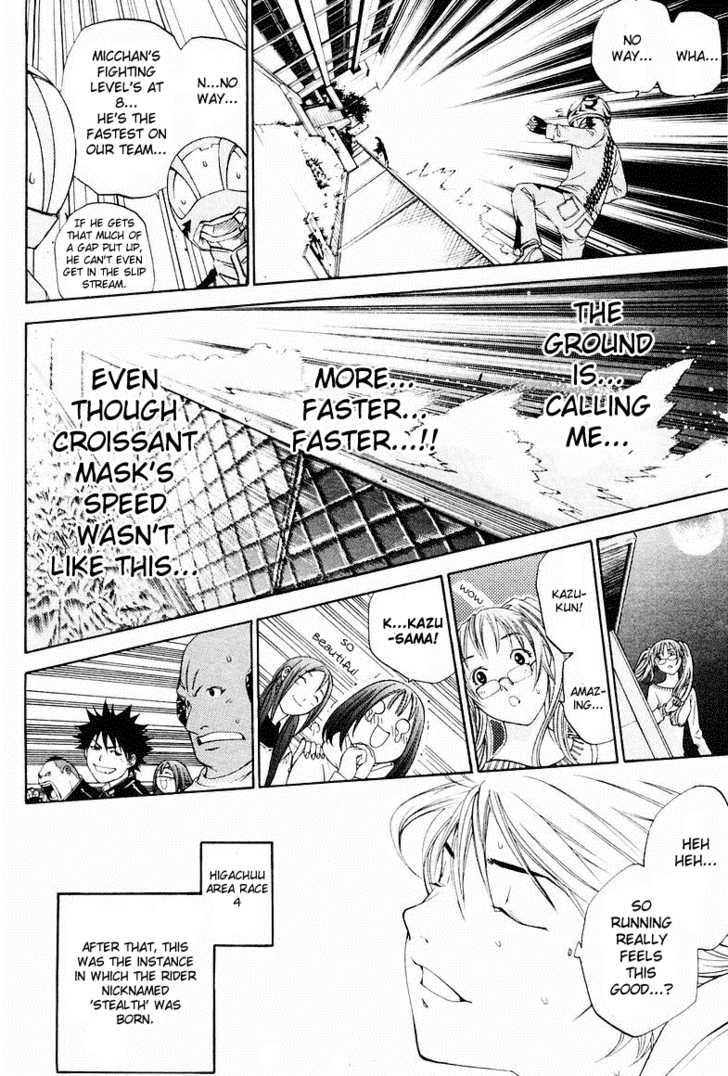 WHA...
NO
WAY...
N...NO
WAY...
MICCHAN'S
FIGHTING
LEVEL'S AT
8...
HE'S THE
FASTEST ON
OUR TEAM...
IF HE GETS
THAT MUCH OF
A GAP PUT UP,
HE CAN'T EVEN
GET IN THE SLIP
STREAM.
THE
GROUND
IS...
CALLING
ME...
MORE...
FASTER...
FASTER...!!
EVEN
THOUGH
CROISSANT
MASK'S
SPEED
WASN'T
LIKE THIS...
KAZU-
KUN!
AMAZ-
ING...
WOW
K...KAZU
-SAMA!
SO
BEAUTIFUL!
HEH
HEH...
SO
RUNNING
REALLY
FEELS
THIS
GOOD...?
HIGACHUU
AREA RACE
4
AFTER THAT, THIS
WAS THE INSTANCE
IN WHICH THE RIDER
NICKNAMED
'STEALTH' WAS
BORN.